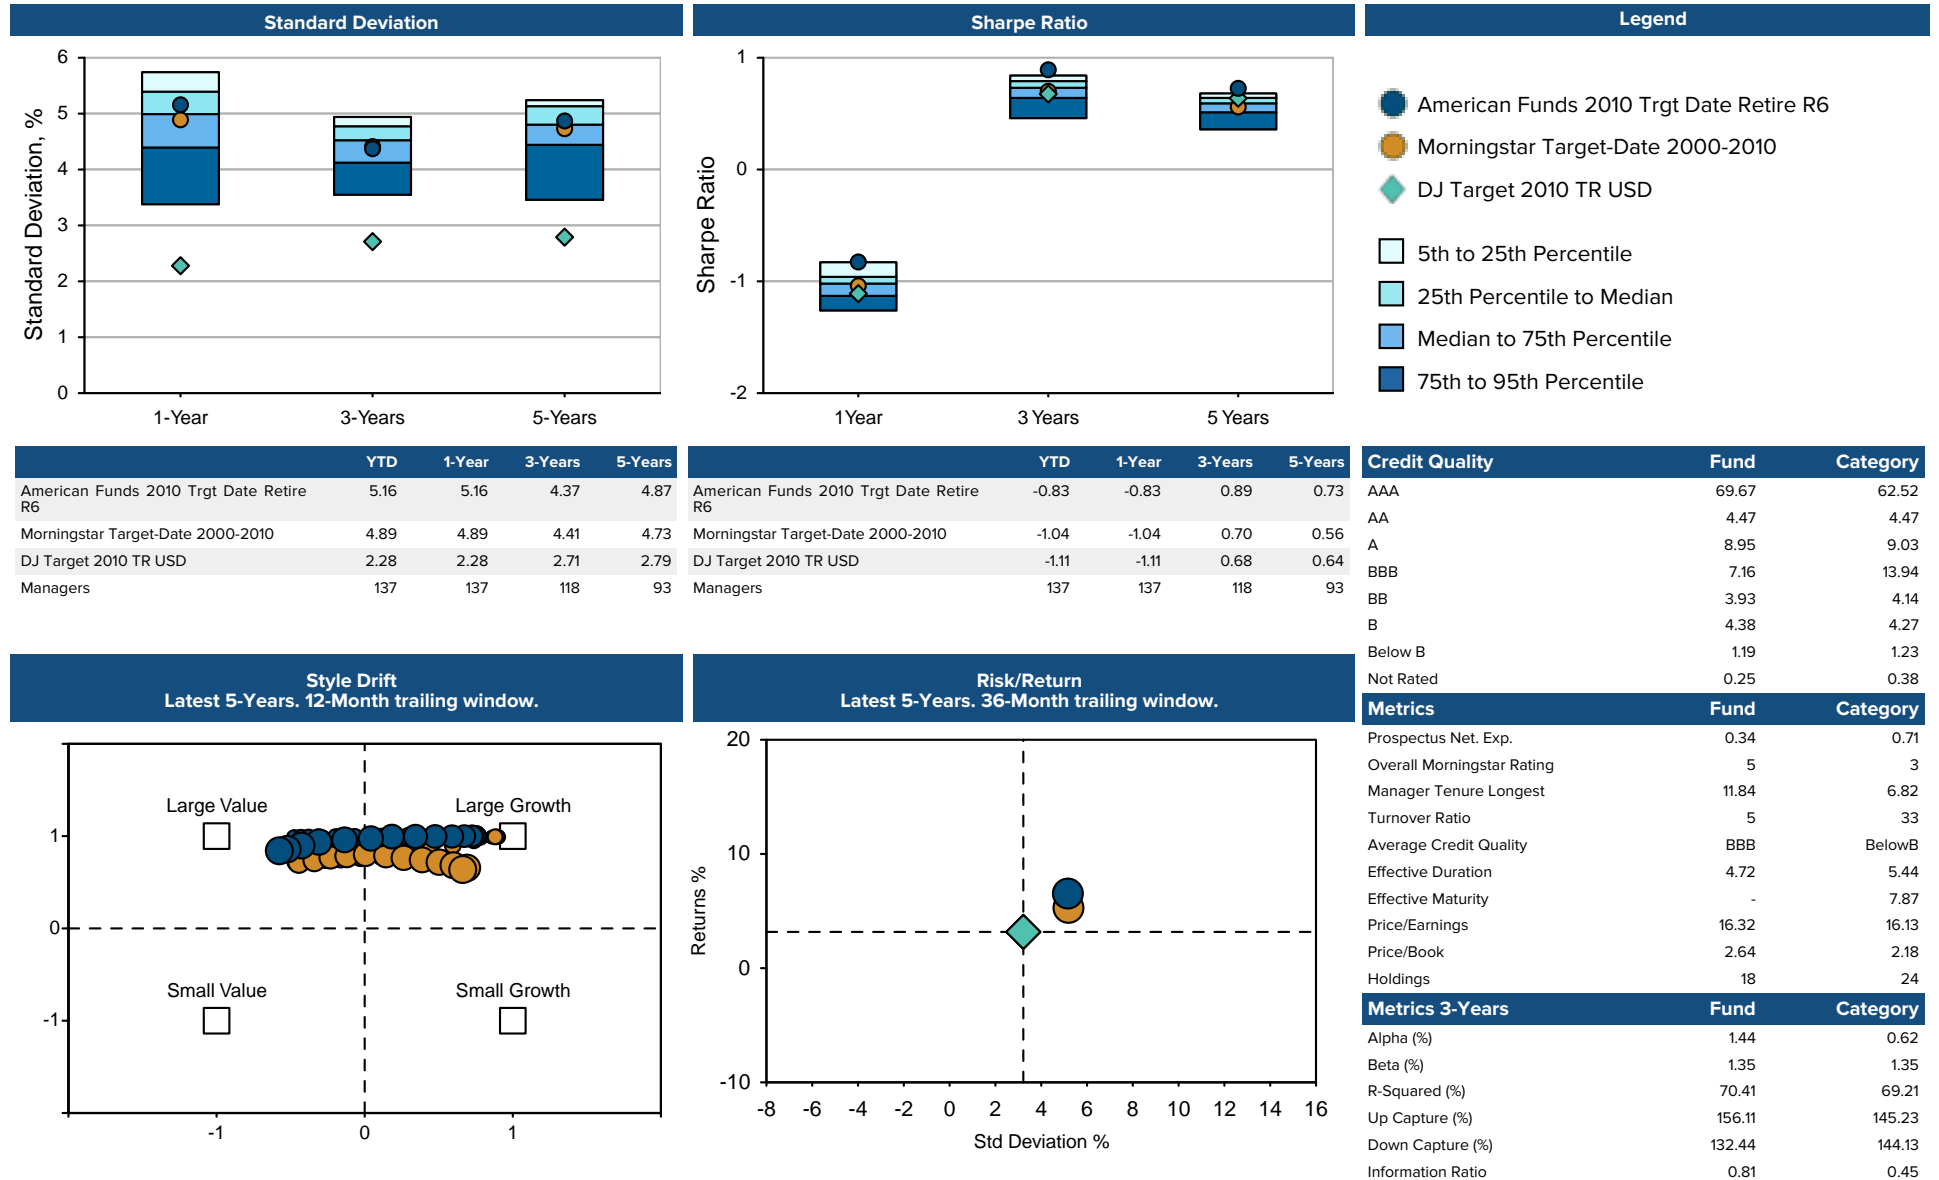 Standard Deviation
Standard Deviation, %
6
5
4
3
2
1
0
1-Year 3-Years 5-Years
Sharpe Ratio
Sharpe Ratio
1
0
-1
-2
1Year 3 Years 5 Years
Legend
American Funds 2010 Trgt Date Retire R6
Morningstar Target-Date 2000-2010
DJ Target 2010 TR USD
5th to 25th Percentile
25th Percentile to Median
Median to 75th Percentile
75th to 95th Percentile
YTD 1-Year 3-Years 5-Years
American Funds 2010 Trgt Date Retire 5.16 5.16 4.37 4.87
R6
Morningstar Target-Date 2000-2010 4.89 4.89 4.41 4.73
DJ Target 2010 TR USD 2.28 2.28 2.71 2.79
Managers 137 137 118 93
YTD 1-Year 3-Years 5-Years
American Funds 2010 Trgt Date Retire -0.83 -0.83 0.89 0.73
R6
Morningstar Target-Date 2000-2010 -1.04 -1.04 0.70 0.56
DJ Target 2010 TR USD -1.11 -1.11 0.68 0.64
Managers 137 137 118 93
Credit Quality Fund Category
AAA 69.67 62.52
AA 4.47 4.47
A 8.95 9.03
BBB 7.16 13.94
BB 3.93 4.14
B 4.38 4.27
Below B 1.19 1.23
Not Rated 0.25 0.38
Metrics Fund Category
Prospectus Net. Exp. 0.34 0.71
Overall Morningstar Rating 5 3
Manager Tenure Longest 11.84 6.82
Turnover Ratio 5 33
Average Credit Quality BBB BelowB
Effective Duration 4.72 5.44
Effective Maturity - 7.87
Price/Earnings 16.32 16.13
Price/Book 2.64 2.18
Holdings 18 24
Metrics 3-Years Fund Category
Alpha (%) 1.44 0.62
Beta (%) 1.35 1.35
R-Squared (%) 70.41 69.21
Up Capture (%) 156.11 145.23
Down Capture (%) 132.44 144.13
Information Ratio 0.81 0.45
Style Drift
Latest 5-Years. 12-Month trailing window.
Large Value Large Growth
1
0
Small Value Small Growth
-1
-1 0 1
Risk/Return
Latest 5-Years. 36-Month trailing window.
Returns %
20
10
0
-10
-8 -6 -4 -2 0 2 4 6 8 10 12 14 16
Std Deviation %